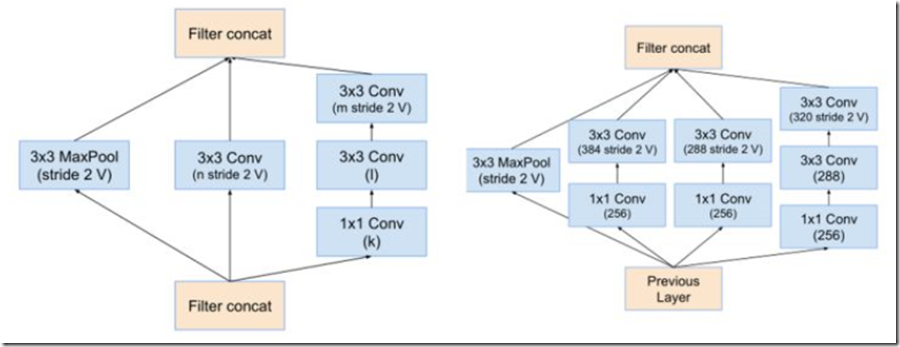 Filter concat
3x3 Conv
(m stride 2 V)
3x3 MaxPool
(stride 2 V)
3x3 Conv
(n stride 2 V)
3x3 Conv
(l)
1x1 Conv
(k)
Filter concat
Filter concat
3x3 Conv
(320 stride 2 V)
3x3 MaxPool
(stride 2 V)
3x3 Conv
(384 stride 2 V)
3x3 Conv
(288 stride 2 V)
3x3 Conv
(288)
1x1 Conv
(256)
1x1 Conv
(256)
1x1 Conv
(256)
Previous
Layer